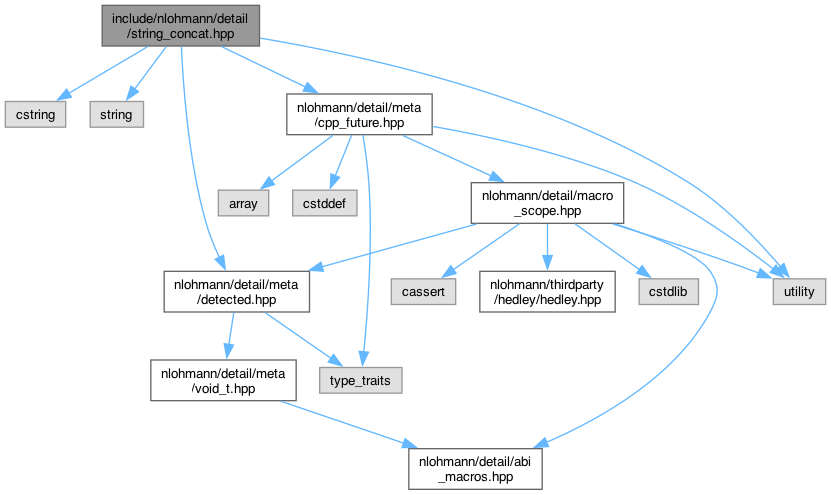 include/nlohmann/detail
/string_concat.hpp
cstring
string
nlohmann/detail/meta
/cpp_future.hpp
array
cstddef
nlohmann/detail/macro
_scope.hpp
nlohmann/detail/meta
/detected.hpp
cassert
nlohmann/thirdparty
/hedley/hedley.hpp
cstdlib
utility
nlohmann/detail/meta
/void_t.hpp
type_traits
nlohmann/detail/abi
_macros.hpp